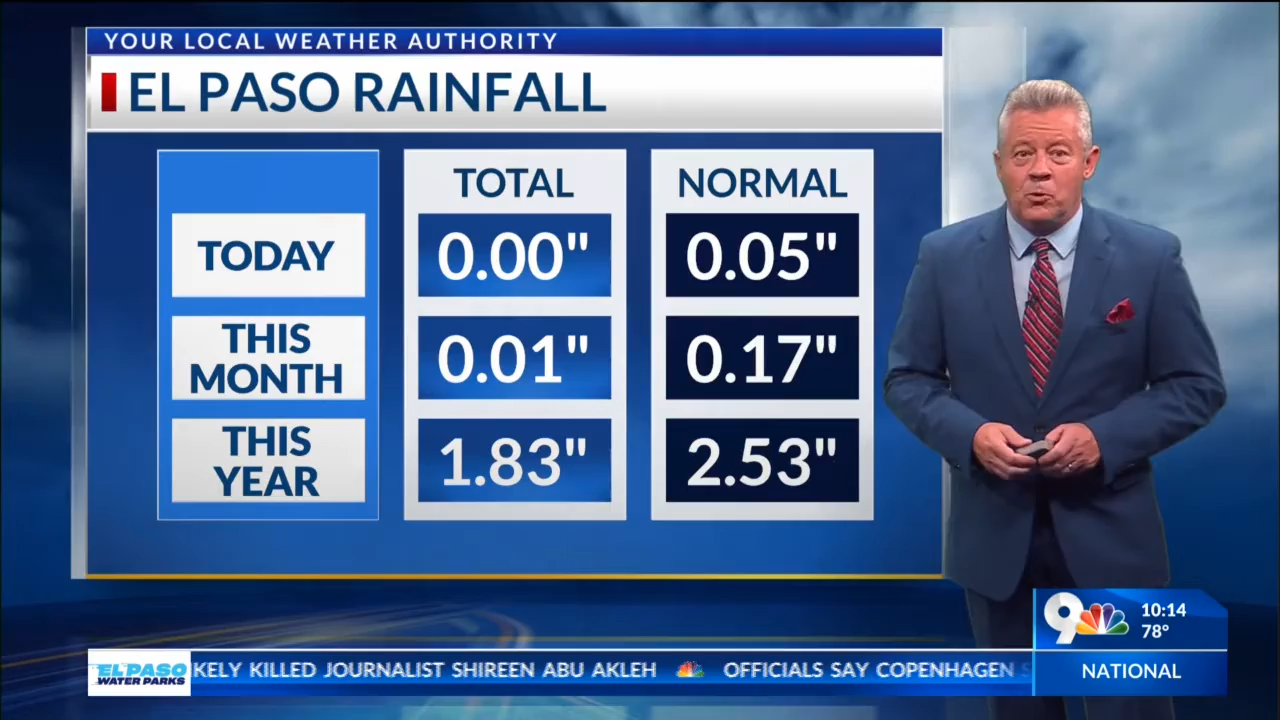 YOUR LOCAL WEATHER AUTHORITY
EL PASO RAINFALL
TOTAL
NORMAL
TODAY
0.00"
0.05"
THIS
MONTH
0.01"
0.17"
THIS
YEAR
1.83"
2.53"
9
10:14
78°
EL PASO
WATER PARKS
KELY KILLED JOURNALIST SHIREEN ABU AKLEH
OFFICIALS SAY COPENHAGEN S
NATIONAL